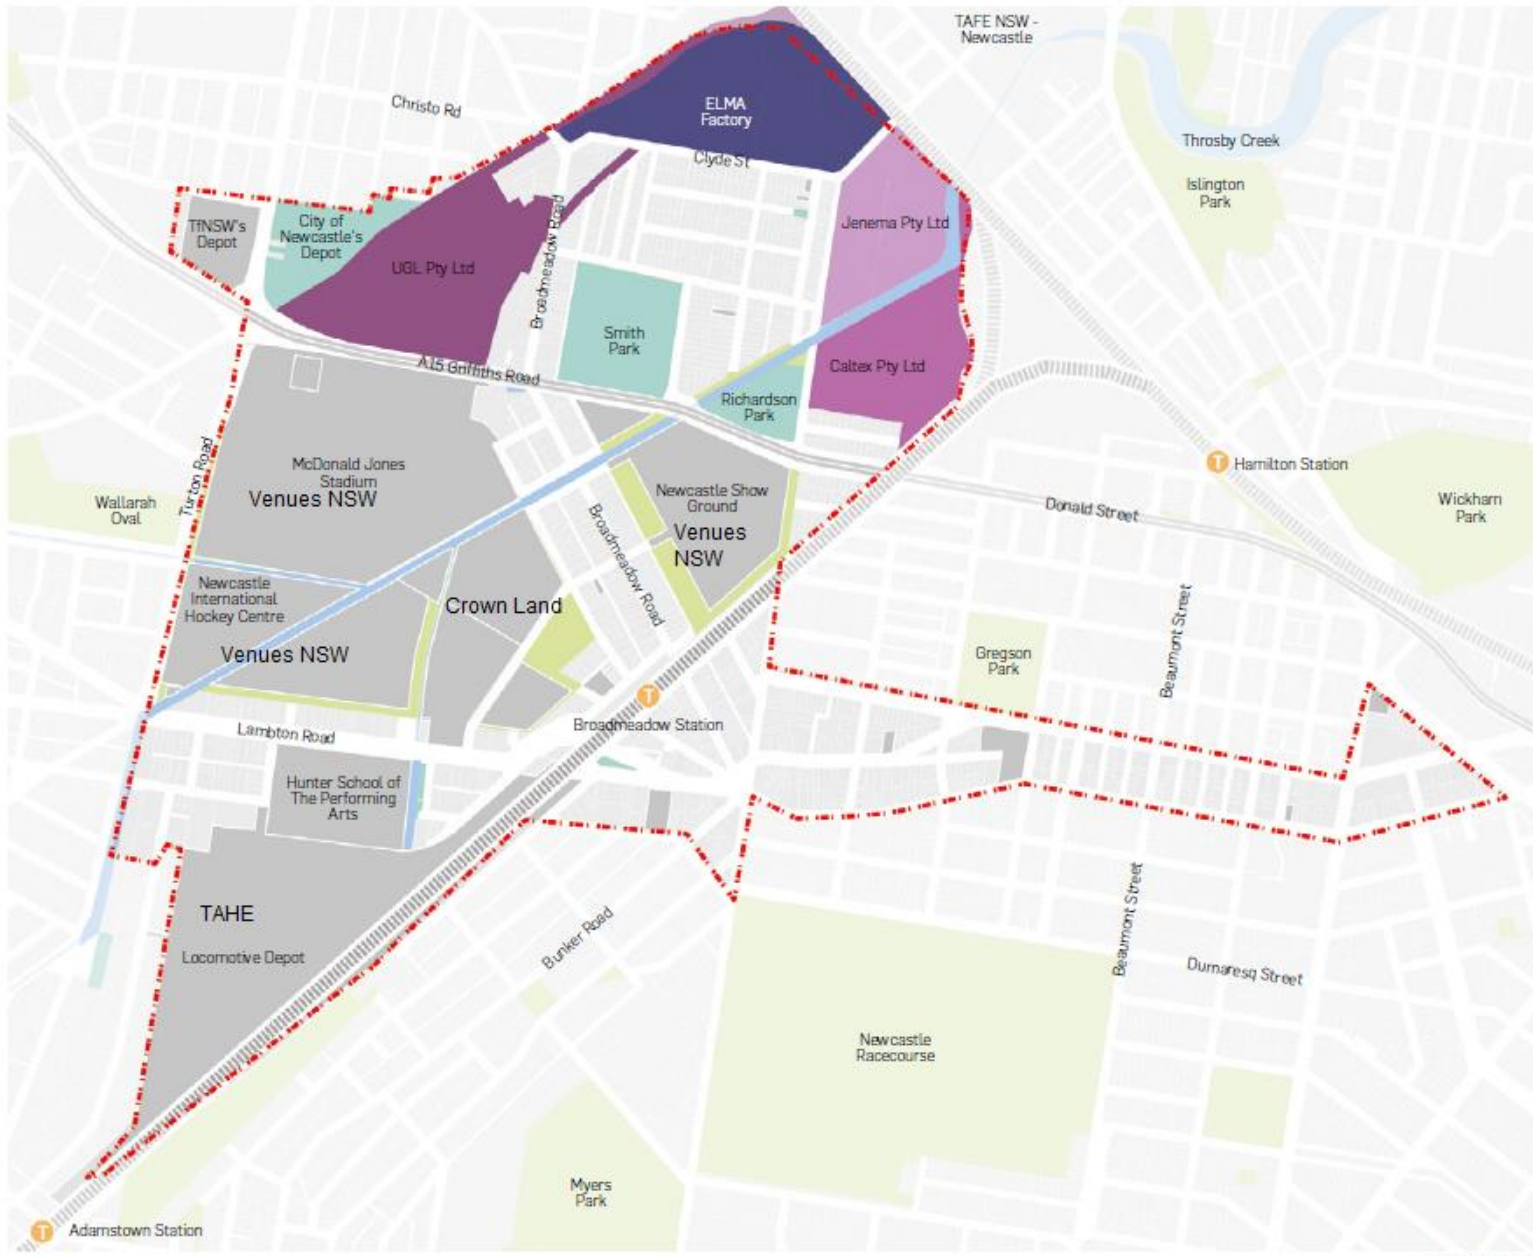 TAFE NSW -
Newcastle
Christo Rd
ELMA
Factory
Clyde St
Throsby Creek
Islington
Park
TfNSW's
Depot
City of
Newcastle's
Depot
UGL Pty Ltd
Broadmeadow Road
Jenema Pty Ltd
Smith
Park
A15 Griffiths Road
Caltex Pty Ltd
Richardson
Park
Turton Road
McDonald Jones
Stadium
Venues NSW
Wallarah
Oval
Newcastle Show
Ground
Venues
NSW
Hamilton Station
Donald Street
Wickham
Park
Broadmeadow Road
Newcastle
International
Hockey Centre
Venues NSW
Crown Land
Gregson
Park
Beaumont Street
T
T
Broadmeadow Station
Lambton Road
Hunter School of
The Performing
Arts
TAHE
Locomotive Depot
Bunker Road
Beaumont Street
Dumaresq Street
Newcastle
Racecourse
Myers
Park
T
Adamstown Station